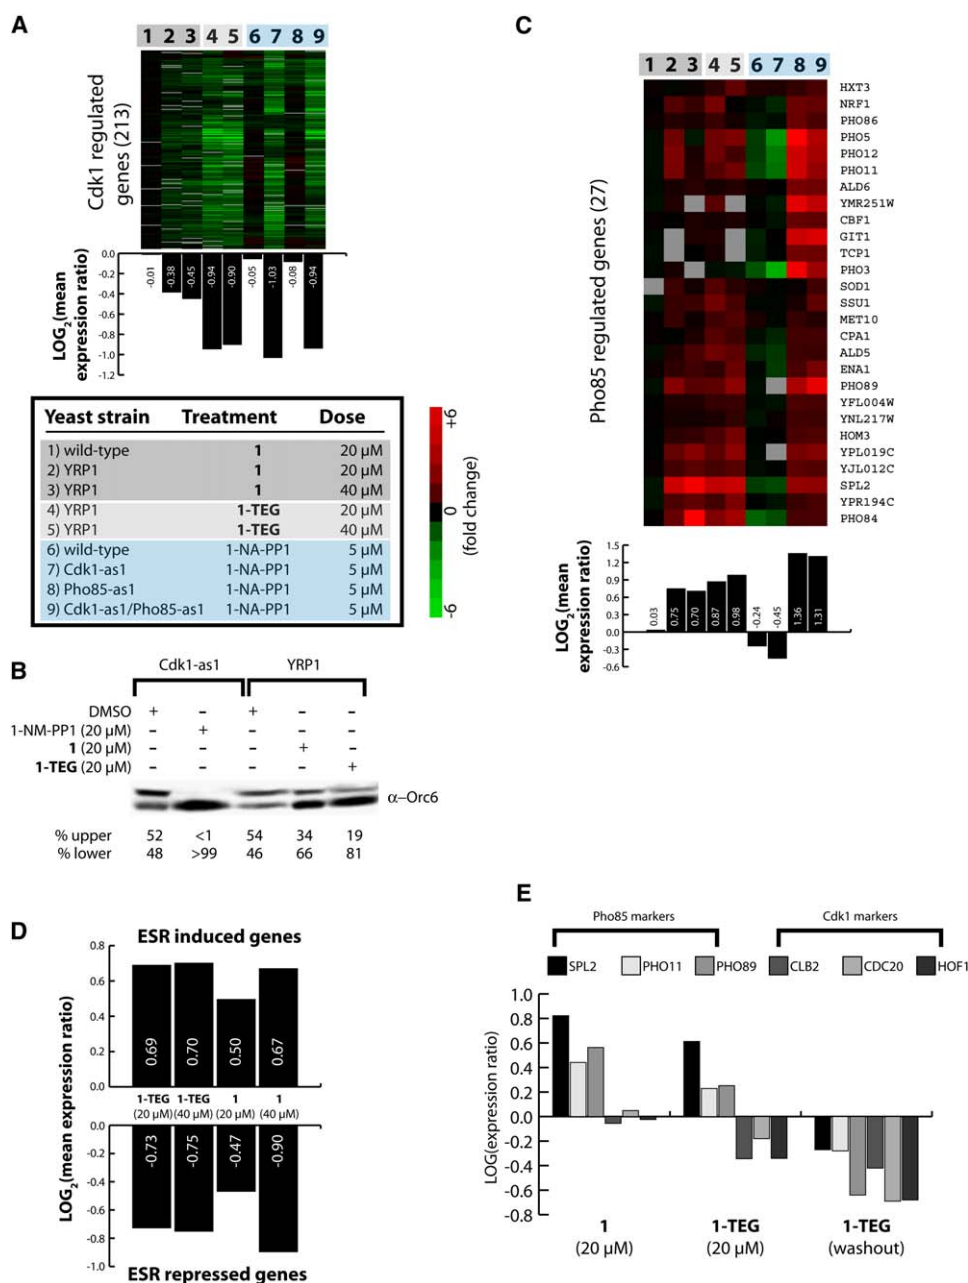 A
1 2 3 4 5 6 7 8 9
Cdk1 regulated
genes (213)
LOG2(mean
expression ratio)
0.0
-0.2
-0.4
-0.6
-0.8
-1.0
-1.2
-0.01
-0.38
-0.45
-0.94
-0.90
-0.05
-1.03
-0.08
-0.94
Yeast strain Treatment Dose
1) wild-type 1 20 µM
2) YRP1 1 20 µM
3) YRP1 1 40 µM
4) YRP1 1-TEG 20 µM
5) YRP1 1-TEG 40 µM
6) wild-type 1-NA-PP1 5 µM
7) Cdk1-as1 1-NA-PP1 5 µM
8) Pho85-as1 1-NA-PP1 5 µM
9) Cdk1-as1/Pho85-as1 1-NA-PP1 5 µM
+6
0
-6
(fold change)
B
Cdk1-as1 YRP1
DMSO + – + – –
1-NM-PP1 (20 µM) – + – – –
1 (20 µM) – – – + –
1-TEG (20 µM) – – – – +
α–Orc6
% upper 52 <1 54 34 19
% lower 48 >99 46 66 81
C
1 2 3 4 5 6 7 8 9
Pho85 regulated genes (27)
HXT3
NRF1
PHO86
PHO5
PHO12
PHO11
ALD6
YMR251W
CBF1
GIT1
TCP1
PHO3
SOD1
SSU1
MET10
CPA1
ALD5
ENA1
PHO89
YFL004W
YNL217W
HOM3
YPL019C
YJL012C
SPL2
YPR194C
PHO84
LOG2(mean
expression ratio)
1.5
1.2
0.9
0.6
0.3
0.0
-0.3
-0.6
0.03
0.75
0.70
0.87
0.98
-0.24
-0.45
1.36
1.31
D
ESR induced genes
LOG2(mean expression ratio)
0.8
0.6
0.4
0.2
0.0
0.69
0.70
0.50
0.67
1-TEG 1-TEG 1 1
(20 µM) (40 µM) (20 µM) (40 µM)
0.0
-0.2
-0.4
-0.6
-0.8
-1.0
-0.73
-0.75
-0.47
-0.90
ESR repressed genes
E
Pho85 markers Cdk1 markers
SPL2 PHO11 PHO89 CLB2 CDC20 HOF1
LOG(expression ratio)
1.0
0.8
0.6
0.4
0.2
0.0
-0.2
-0.4
-0.6
-0.8
1 1-TEG 1-TEG
(20 µM) (20 µM) (washout)